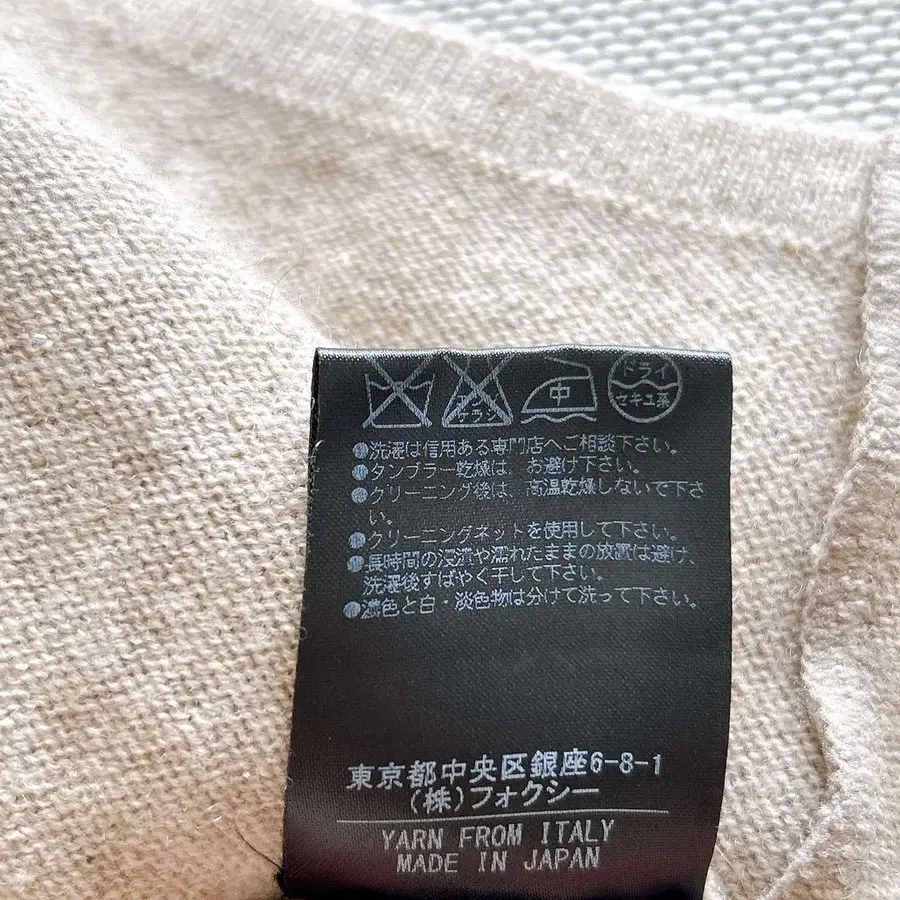 エンソ
サラシ
中
ドライ
セキユ系
●洗濯は信用ある専門店へご相談下さい。
●タンブラー乾燥は、お避け下さい。
●クリーニング後は、高温乾燥しないで下さ
い。
●クリーニングネットを使用して下さい。
●長時間の浸漬や濡れたままの放置は避け、
洗濯後すばやく干して下さい。
●濃色と白・淡色物は分けて洗って下さい。
東京都中央区銀座6-8-1
(株)フォクシー
YARN FROM ITALY
MADE IN JAPAN